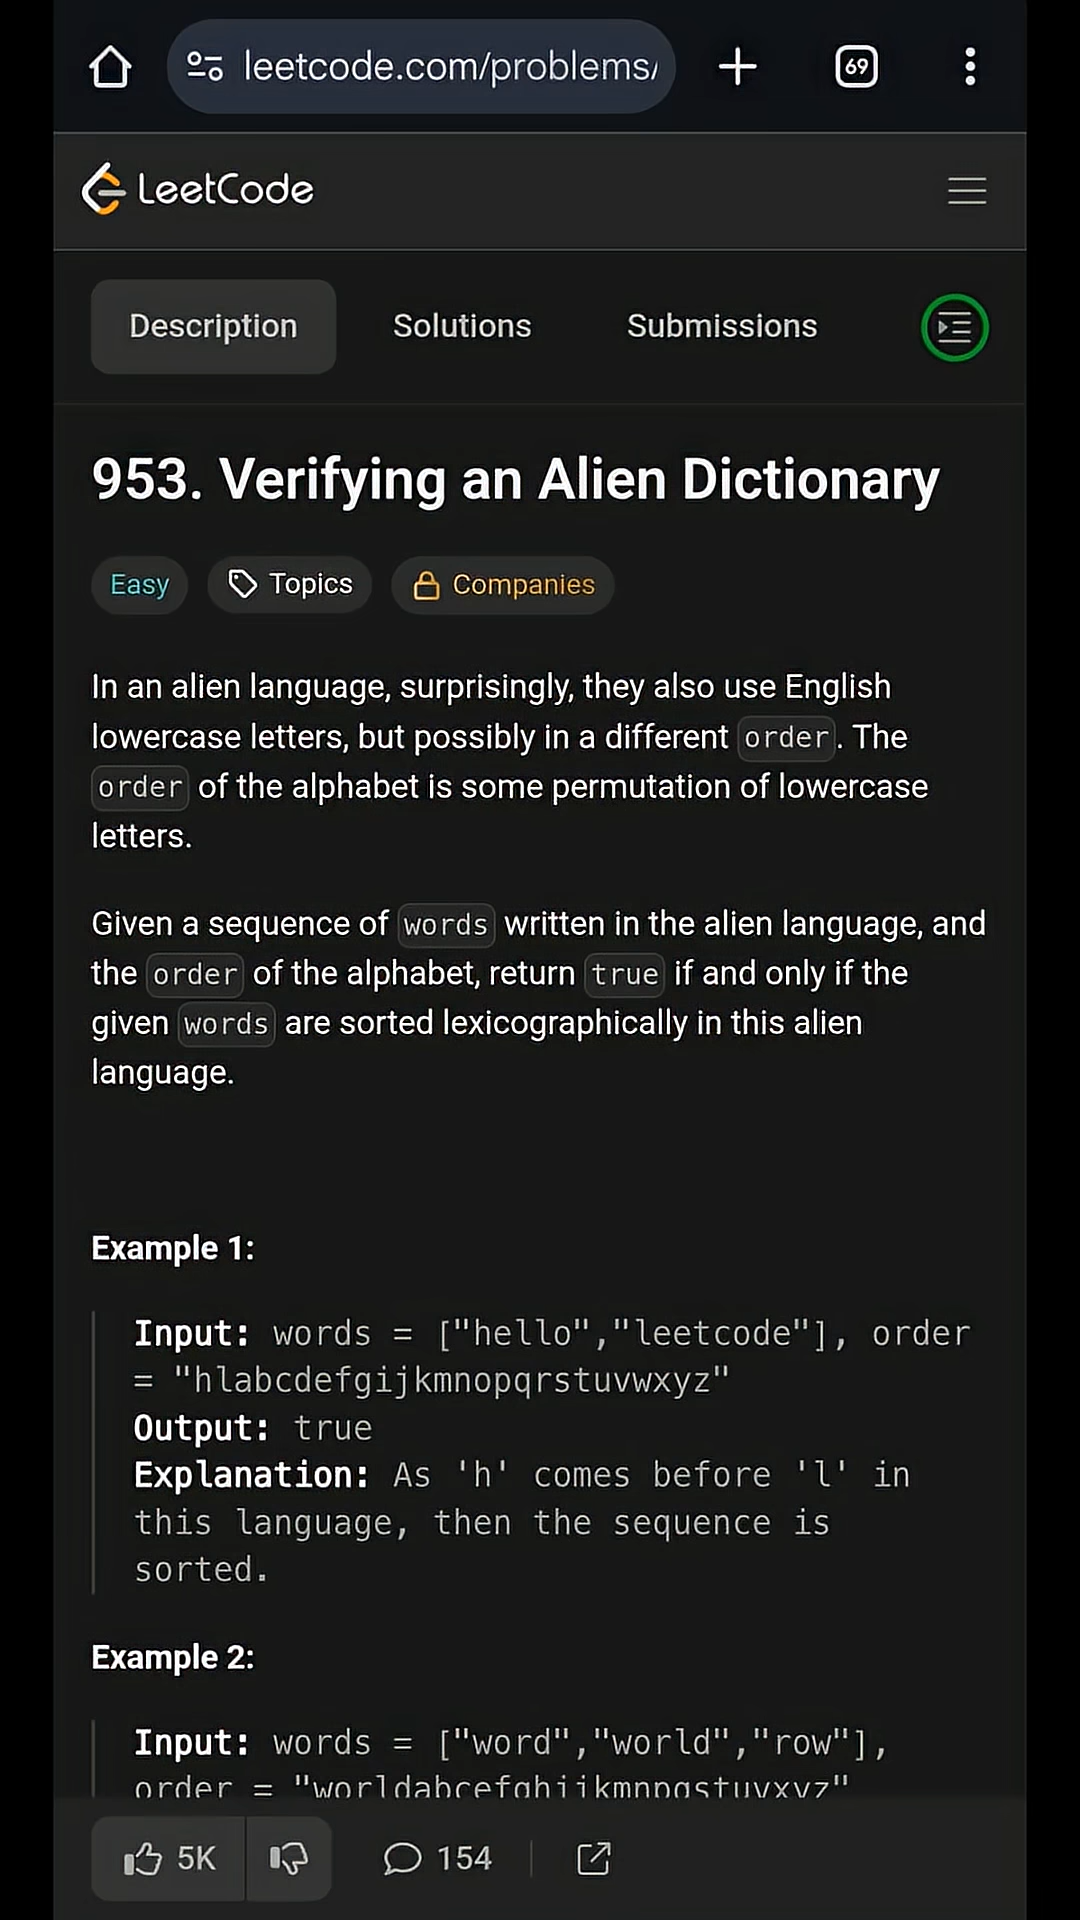 leetcode.com/problems/
69
LeetCode
Description
Solutions
Submissions
953. Verifying an Alien Dictionary
Easy
Topics
Companies
In an alien language, surprisingly, they also use English
lowercase letters, but possibly in a different order. The
order of the alphabet is some permutation of lowercase
letters.
Given a sequence of words written in the alien language, and
the order of the alphabet, return true if and only if the
given words are sorted lexicographically in this alien
language.
Example 1:
Input: words = ["hello","leetcode"], order
= "hlabcdefgijkmnopqrstuvwxyz"
Output: true
Explanation: As 'h' comes before 'l' in
this language, then the sequence is
sorted.
Example 2:
Input: words = ["word","world","row"],
order = "worldabcefghijkmnpqstuvxyz"
5K
154